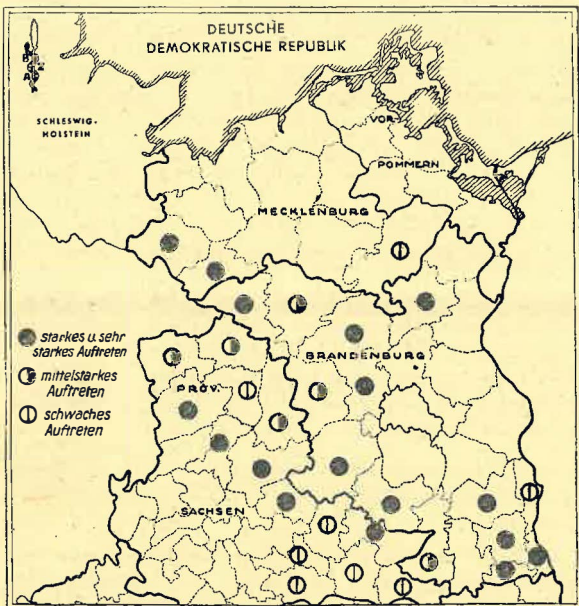 DEUTSCHE
DEMOKRATISCHE REPUBLIK
SCHLESWIG-
HOLSTEIN
VOR-
POMMERN
MECKLENBURG
starkes u. sehr
starkes Auftreten
mittelstarkes
Auftreten
schwaches
Auftreten
BRANDENBURG
PROV.
SACHSEN